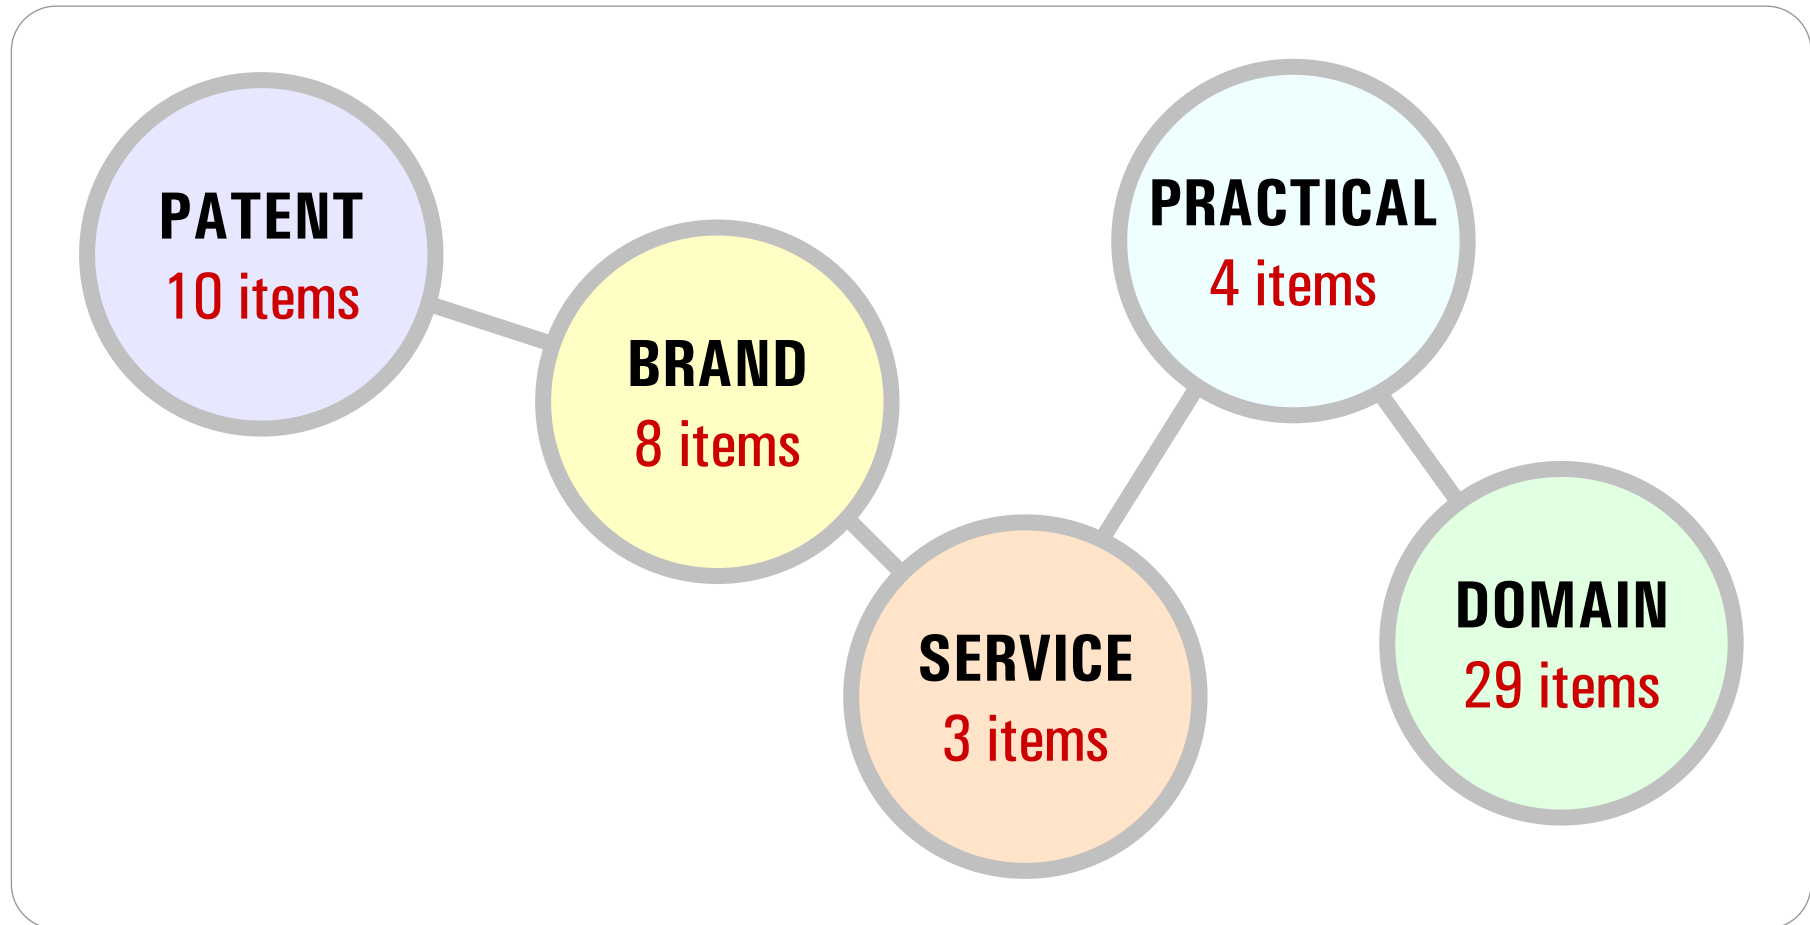 PATENT
10 items
BRAND
8 items
SERVICE
3 items
PRACTICAL
4 items
DOMAIN
29 items